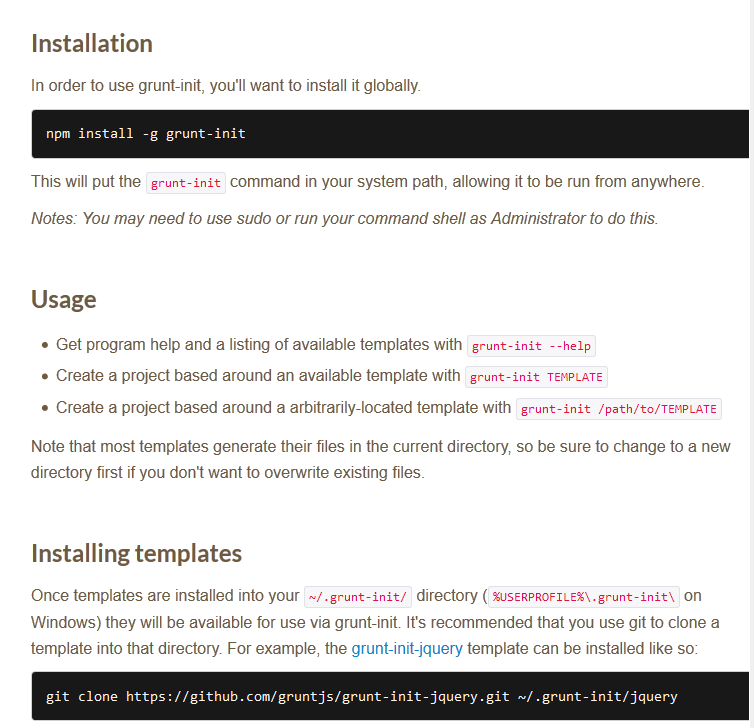 Installation
In order to use grunt-init, you'll want to install it globally.
npm install -g grunt-init
This will put the grunt-init command in your system path, allowing it to be run from anywhere.
Notes: You may need to use sudo or run your command shell as Administrator to do this.
Usage
• Get program help and a listing of available templates with grunt-init --help
• Create a project based around an available template with grunt-init TEMPLATE
• Create a project based around a arbitrarily-located template with grunt-init /path/to/TEMPLATE
Note that most templates generate their files in the current directory, so be sure to change to a new
directory first if you don't want to overwrite existing files.
Installing templates
Once templates are installed into your ~/.grunt-init/ directory (%USERPROFILE%\.grunt-init\ on
Windows) they will be available for use via grunt-init. It's recommended that you use git to clone a
template into that directory. For example, the grunt-init-jquery template can be installed like so:
git clone https://github.com/gruntjs/grunt-init-jquery.git ~/.grunt-init/jquery